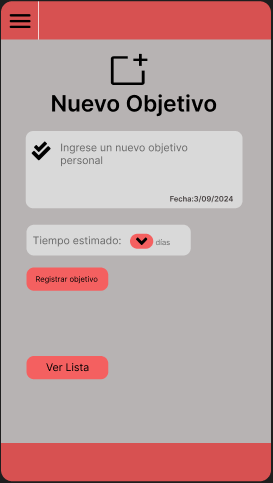 Nuevo Objetivo
Ingrese un nuevo objetivo
personal
Fecha:3/09/2024
Tiempo estimado: días
Registrar objetivo
Ver Lista